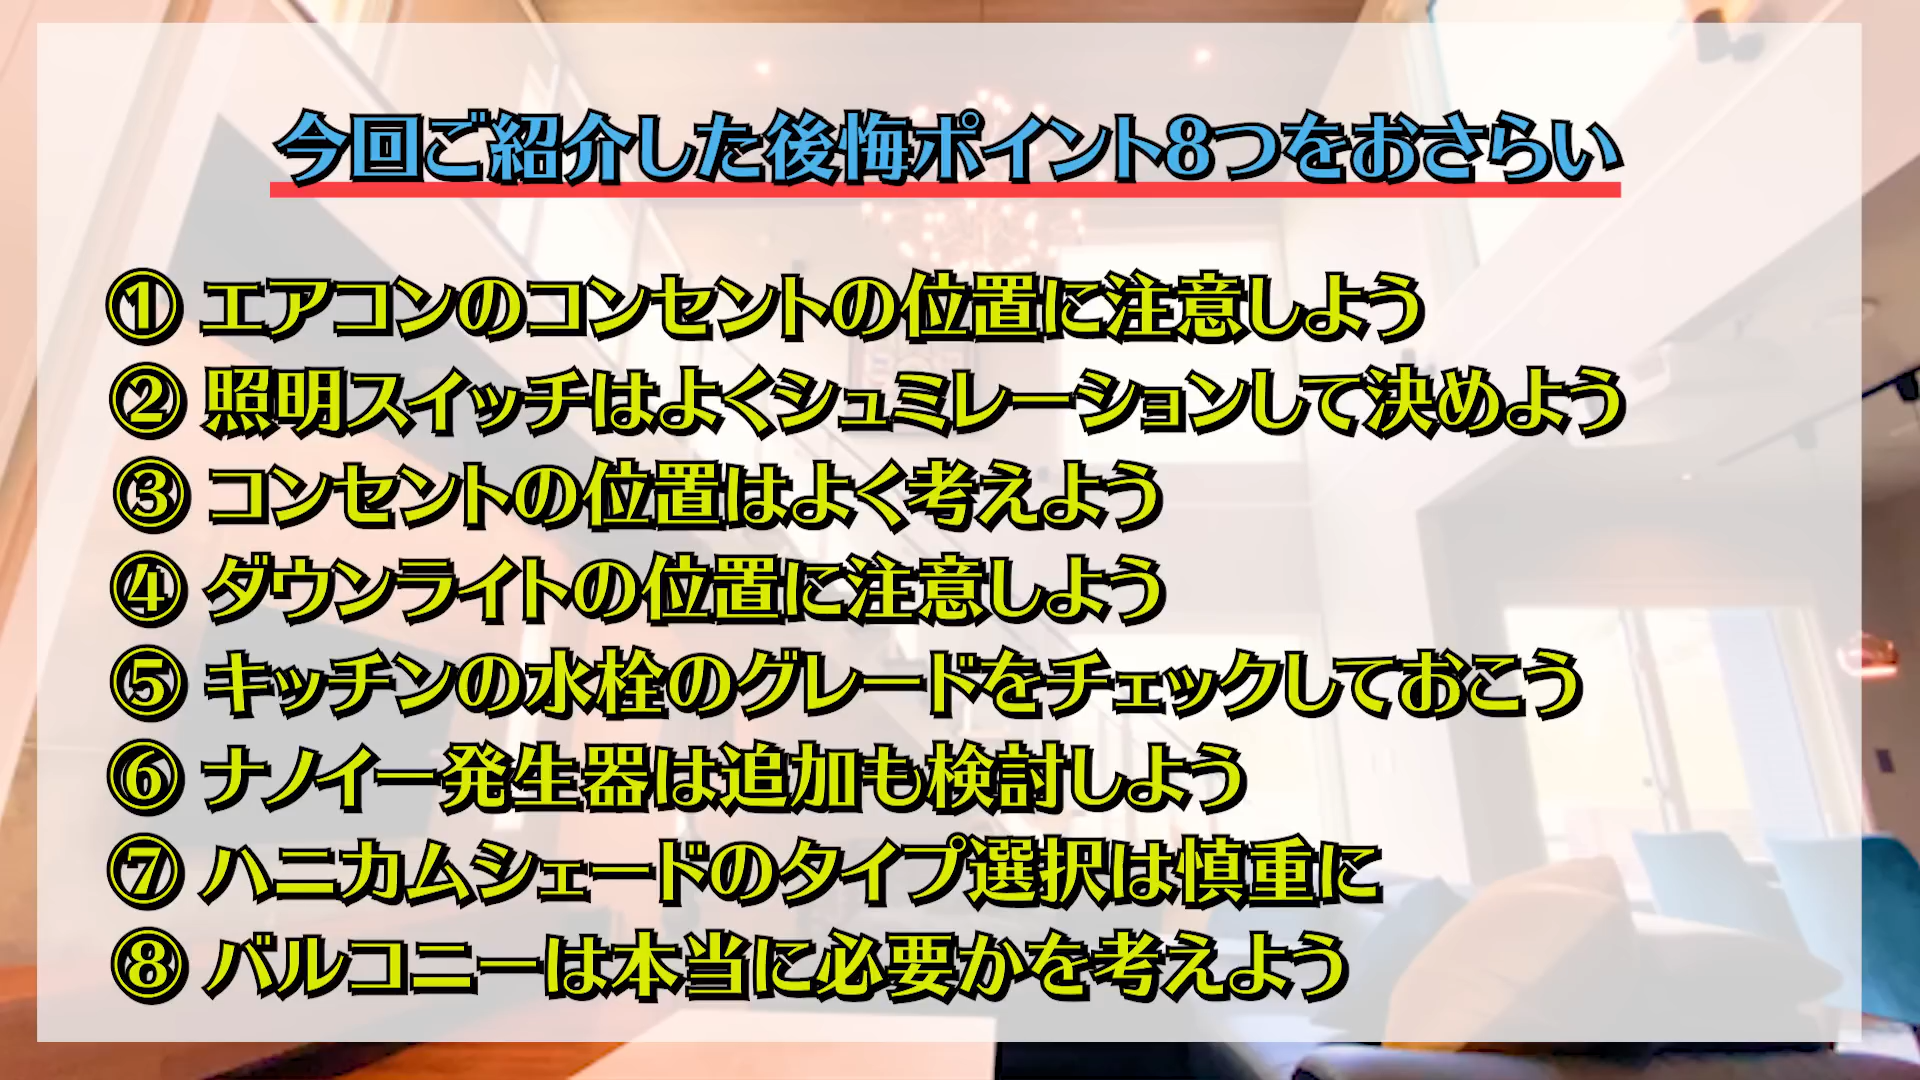 今回ご紹介した後悔ポイント8つをおさらい
① エアコンのコンセントの位置に注意しよう
② 照明スイッチはよくシュミレーションして決めよう
③ コンセントの位置はよく考えよう
④ ダウンライトの位置に注意しよう
⑤ キッチンの水栓のグレードをチェックしておこう
⑥ ナノイー発生器は追加も検討しよう
⑦ ハニカムシェードのタイプ選択は慎重に
⑧ バルコニーは本当に必要かを考えよう